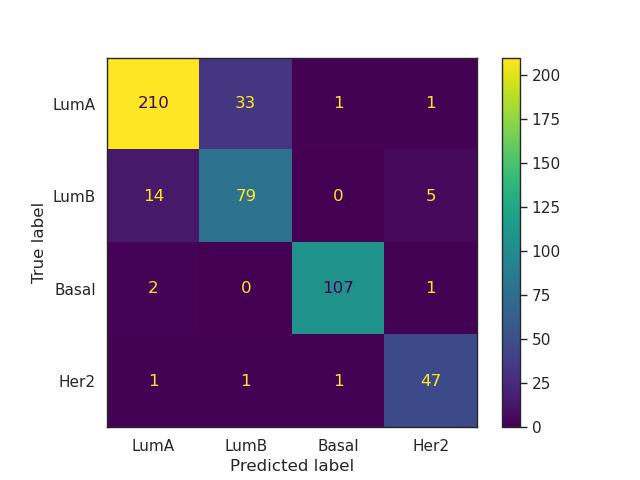 LumA 210 33 1 1
LumB 14 79 0 5
Basal 2 0 107 1
Her2 1 1 1 47
LumA LumB Basal Her2
Predicted label
True label
200
175
150
125
100
75
50
25
0